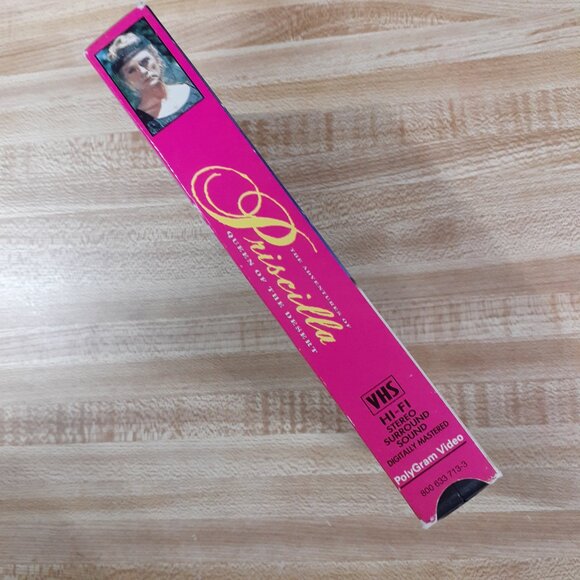 THE ADVENTURES OF
Priscilla
QUEEN OF THE DESERT
VHS
HI-FI
STEREO
SURROUND
SOUND
DIGITALLY MASTERED
PolyGram Video
800 633 713-3